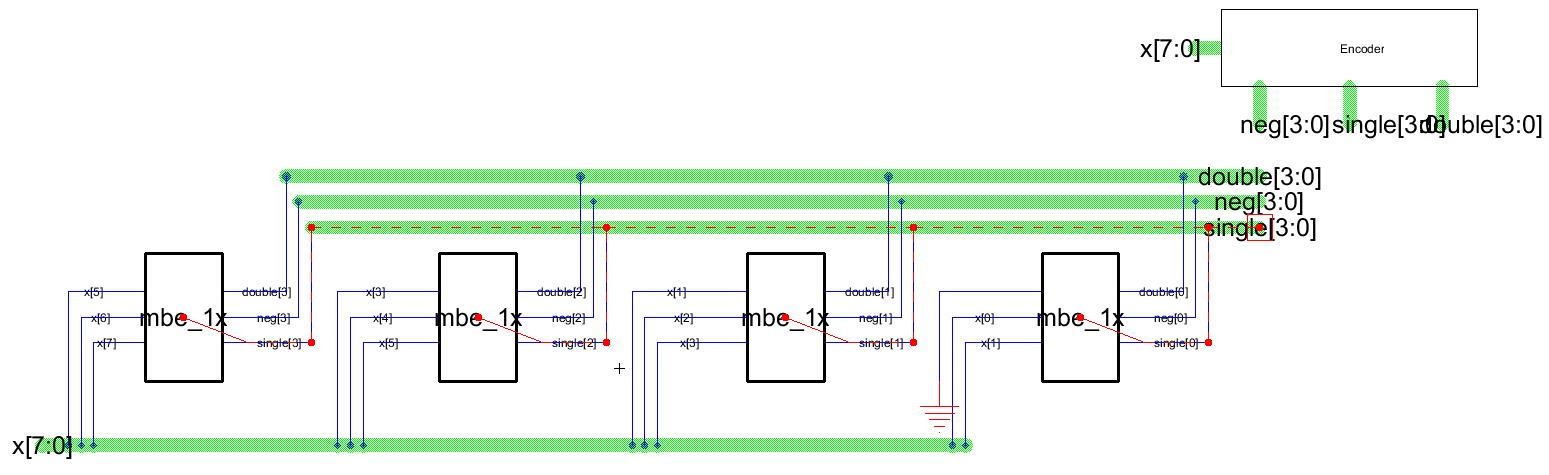 x[7:0]
Encoder
neg[3:0] single[3:0] double[3:0]
double[3:0]
neg[3:0]
single[3:0]
x[5] double[3] x[3] double[2] x[1] double[1] double[0]
x[6] mbe_1x neg[3] x[4] mbe_1x neg[2] x[2] mbe_1x neg[1] x[0] mbe_1x neg[0]
x[7] single[3] x[5] single[2] x[3] single[1] x[1] single[0]
x[7:0]